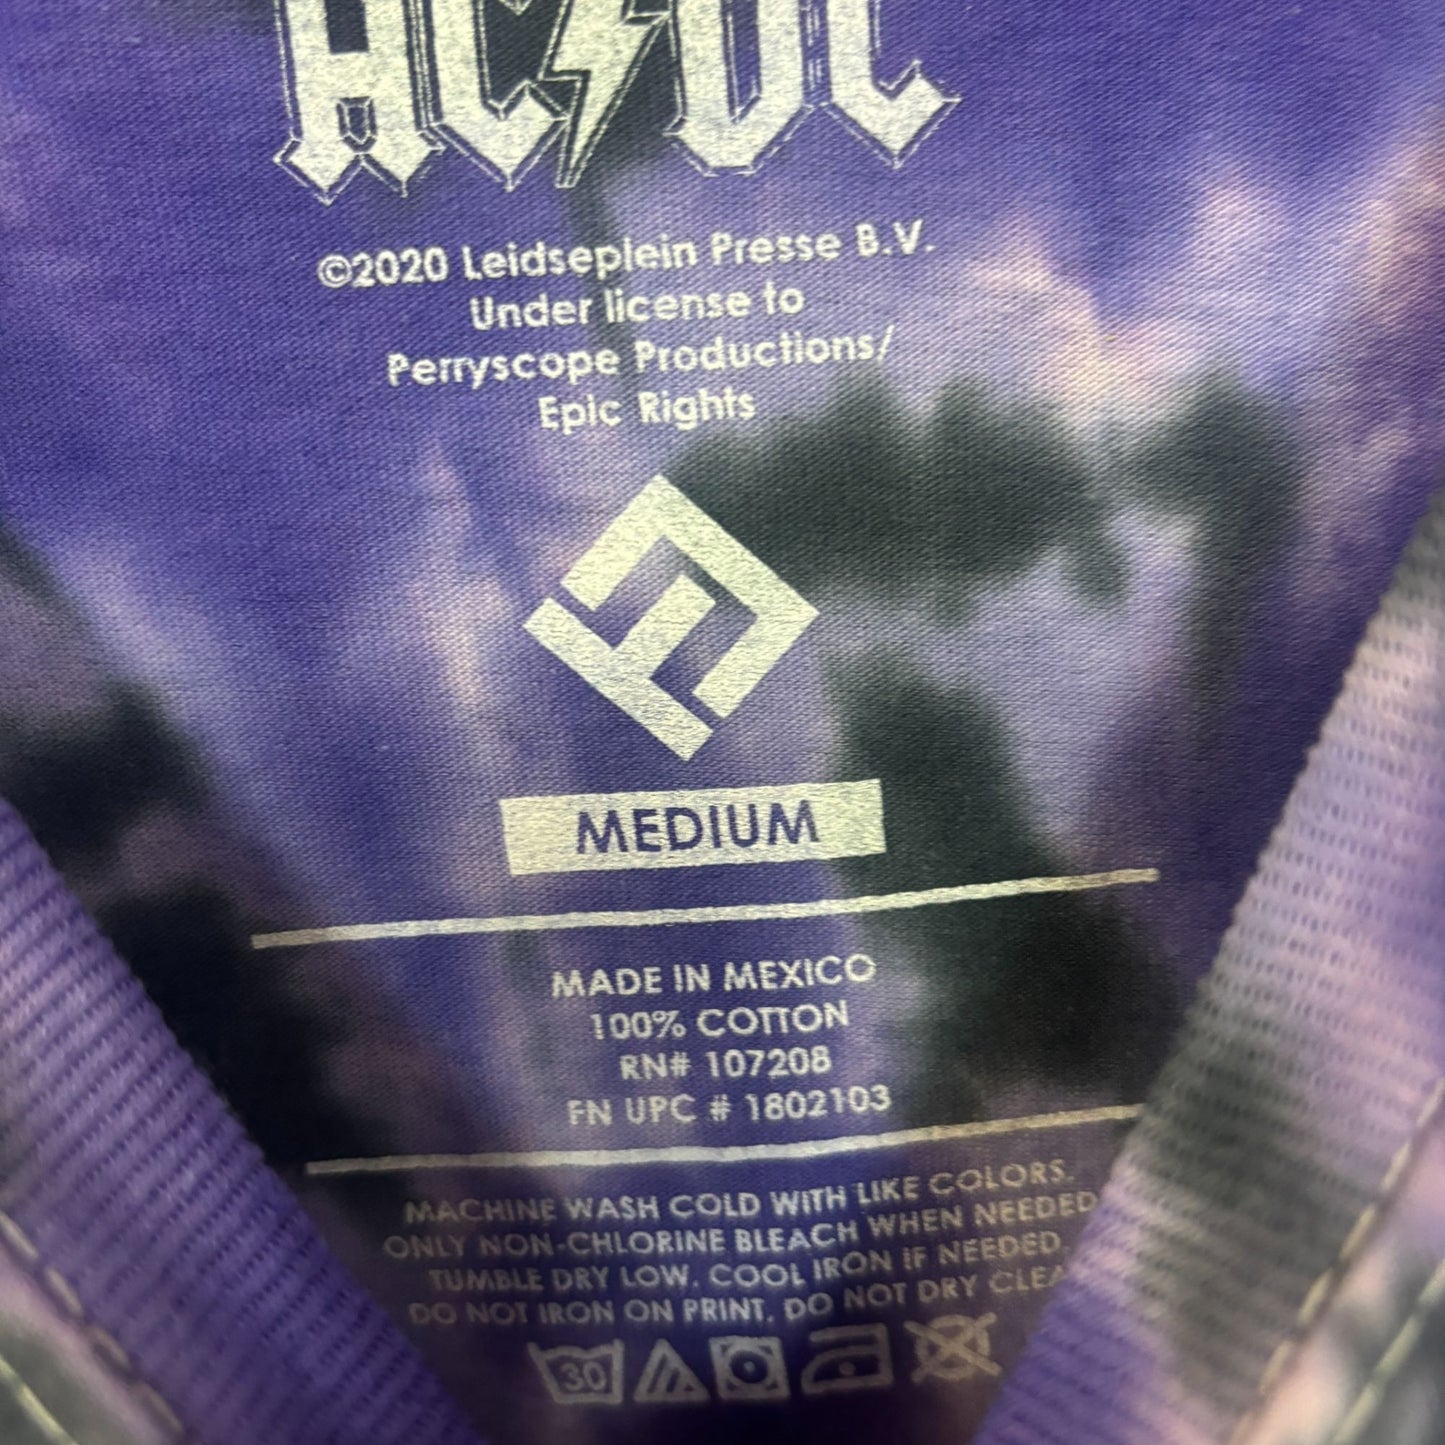 AC/DC
©2020 Leidseplein Presse B.V.
Under license to
Perryscope Productions/
Epic Rights
MEDIUM
MADE IN MEXICO
100% COTTON
RN# 107208
FN UPC # 1802103
MACHINE WASH COLD WITH LIKE COLORS.
ONLY NON-CHLORINE BLEACH WHEN NEEDED
TUMBLE DRY LOW. COOL IRON IF NEEDED.
DO NOT IRON ON PRINT. DO NOT DRY CLEA
30